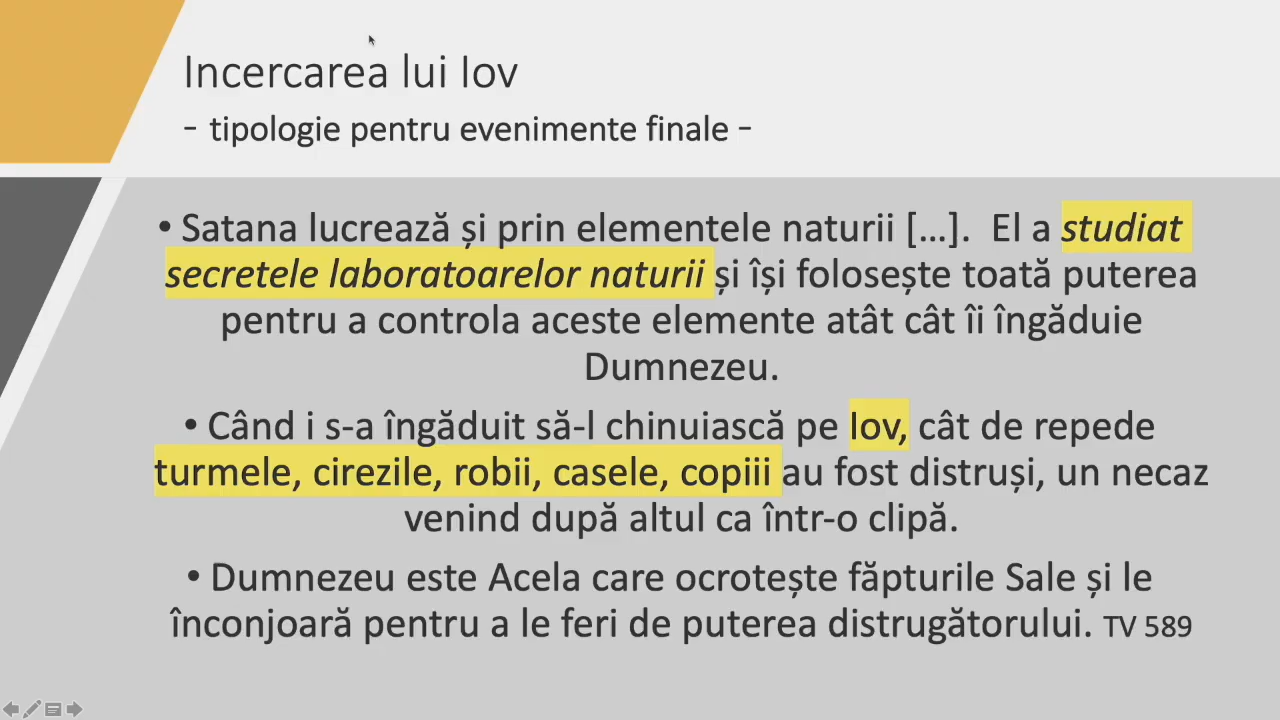 Incercarea lui Iov
- tipologie pentru evenimente finale -
• Satana lucrează și prin elementele naturii [...].  El a studiat
secretele laboratoarelor naturii și își folosește toată puterea
pentru a controla aceste elemente atât cât îi îngăduie
Dumnezeu.
• Când i s-a îngăduit să-l chinuiască pe Iov, cât de repede
turmele, cirezile, robii, casele, copiii au fost distruși, un necaz
venind după altul ca într-o clipă.
• Dumnezeu este Acela care ocrotește făpturile Sale și le
înconjoară pentru a le feri de puterea distrugătorului. TV 589